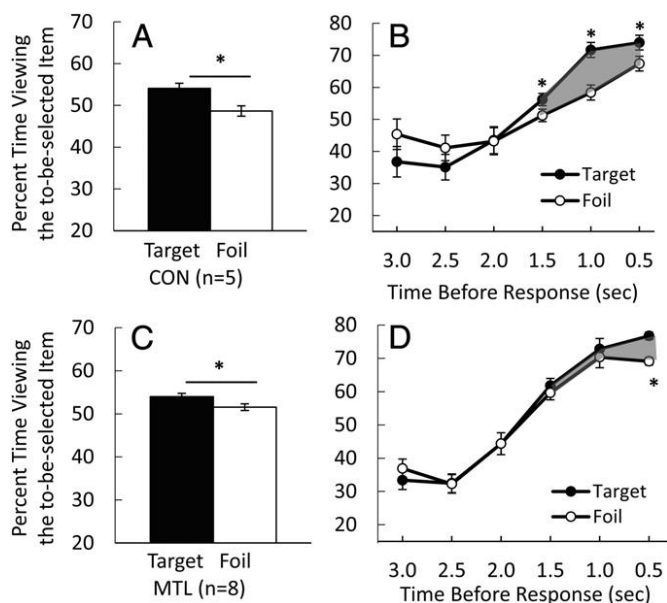 A
Percent Time Viewing
the to-be-selected Item
70
60
50
40
30
20
*
Target Foil
CON (n=5)
B
80
70
60
50
40
30
20
* * *
Target
Foil
3.0 2.5 2.0 1.5 1.0 0.5
Time Before Response (sec)
C
Percent Time Viewing
the to-be-selected Item
70
60
50
40
30
20
*
Target Foil
MTL (n=8)
D
80
70
60
50
40
30
20
*
Target
Foil
3.0 2.5 2.0 1.5 1.0 0.5
Time Before Response (sec)